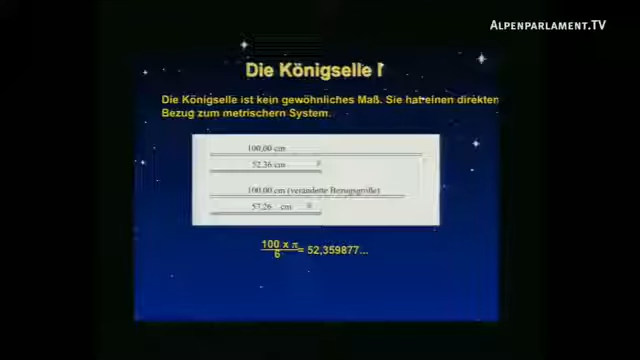 ALPENPARLAMENT.TV
Die Königselle I
Die Königselle ist kein gewöhnliches Maß. Sie hat einen direkten
Bezug zum metrischern System.
100,00 cm
52,36 cm
100,00 cm (veränderte Bezugsgröße)
57,26 cm
100 x π
6
= 52,359877...